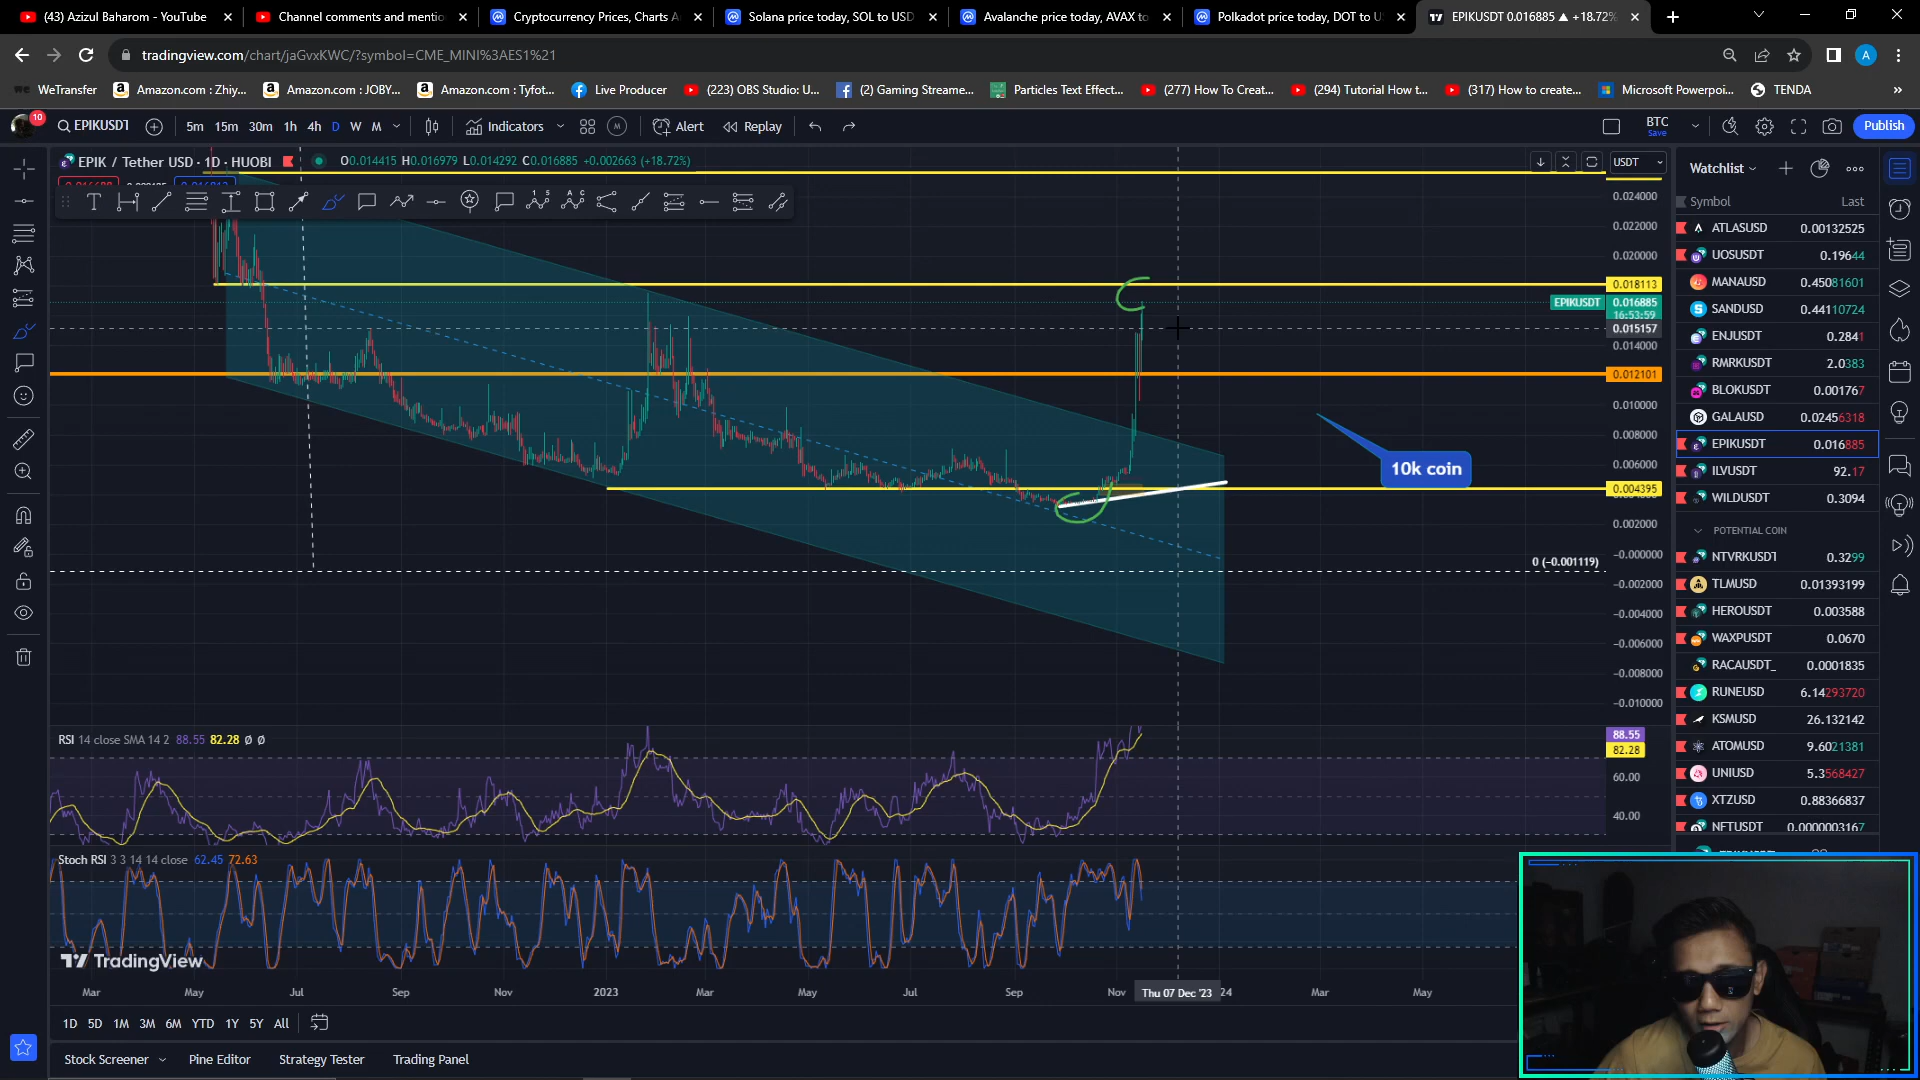 (43) Azizul Baharom - YouTube
Channel comments and mentio
Cryptocurrency Prices, Charts A
Solana price today, SOL to USD
Avalanche price today, AVAX to
Polkadot price today, DOT to U
EPIKUSDT 0.016885 ▲ +18.72%
tradingview.com/chart/jaGvxKWC/?symbol=CME_MINI%3AES1%21
A
WeTransfer
Amazon.com : Zhiy...
Amazon.com : JOBY,...
Amazon.com : Tyfot...
Live Producer
(223) OBS Studio: U...
(2) Gaming Streame...
Particles Text Effect...
(277) How To Creat...
(294) Tutorial How t...
(317) How to create...
Microsoft Powerpoi...
TENDA
10
EPIKUSDT
5m 15m 30m 1h 4h D W M
Indicators
Alert
Replay
BTC
Save
Publish
EPIK / Tether USD · 1D · HUOBI
O0.014415 H0.016979 L0.014292 C0.016885 +0.002663 (+18.72%)
USDT
0.024000
0.022000
0.020000
0.018113
EPIKUSDT 0.016885
16:53:59
0.015157
0.014000
0.012101
0.010000
0.008000
0.006000
0.004395
0.002000
−0.000000
−0.002000
−0.004000
−0.006000
−0.008000
−0.010000
10k coin
0 (−0.001119)
RSI 14 close SMA 14 2 88.55 82.28 Ø Ø
88.55
82.28
60.00
40.00
Stoch RSI 3 3 14 14 close 62.45 72.63
TradingView
Mar May Jul Sep Nov 2023 Mar May Jul Sep Nov Thu 07 Dec '23 24 Mar May
1D 5D 1M 3M 6M YTD 1Y 5Y All
Stock Screener
Pine Editor
Strategy Tester
Trading Panel
Watchlist
Symbol Last
ATLASUSD 0.00132525
UOSUSDT 0.19644
MANAUSD 0.45081601
SANDUSD 0.44110724
ENJUSDT 0.2841
RMRKUSDT 2.0383
BLOKUSDT 0.001767
GALAUSD 0.02456318
EPIKUSDT 0.016885
ILVUSDT 92.17
WILDUSDT 0.3094
POTENTIAL COIN
NTVRKUSDT 0.3299
TLMUSD 0.01393199
HEROUSDT 0.003588
WAXPUSDT 0.0670
RACAUSDT_ 0.0001835
RUNEUSD 6.14293720
KSMUSD 26.132142
ATOMUSD 9.6021381
UNIUSD 5.3568427
XTZUSD 0.88366837
NFTUSDT 0.0000003167